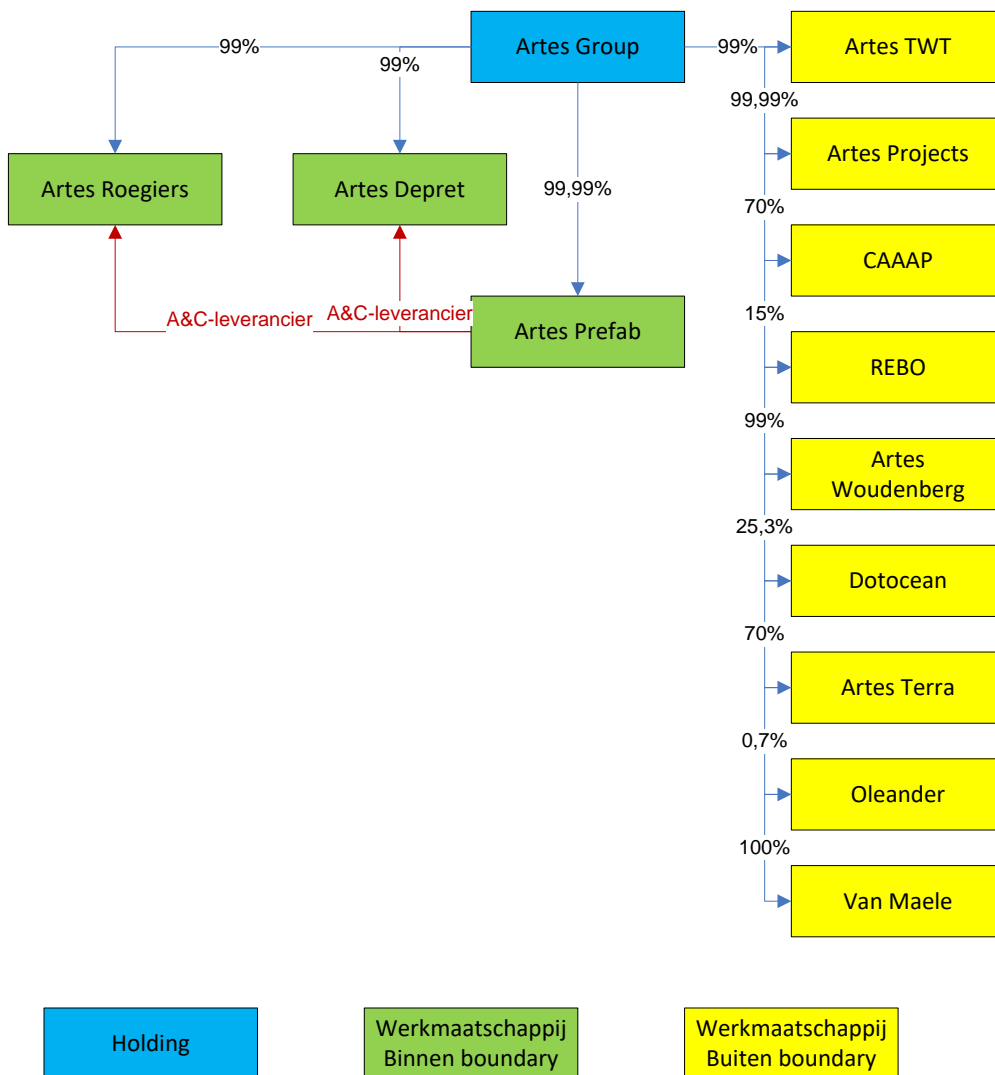 99%
Artes Group
99%
Artes TWT
99%
99,99%
Artes Projects
Artes Roegiers
Artes Depret
99,99%
70%
CAAAP
A&C-leverancier
A&C-leverancier
Artes Prefab
15%
REBO
99%
Artes
Woudenberg
25,3%
Dotocean
70%
Artes Terra
0,7%
Oleander
100%
Van Maele
Holding
Werkmaatschappij
Binnen boundary
Werkmaatschappij
Buiten boundary